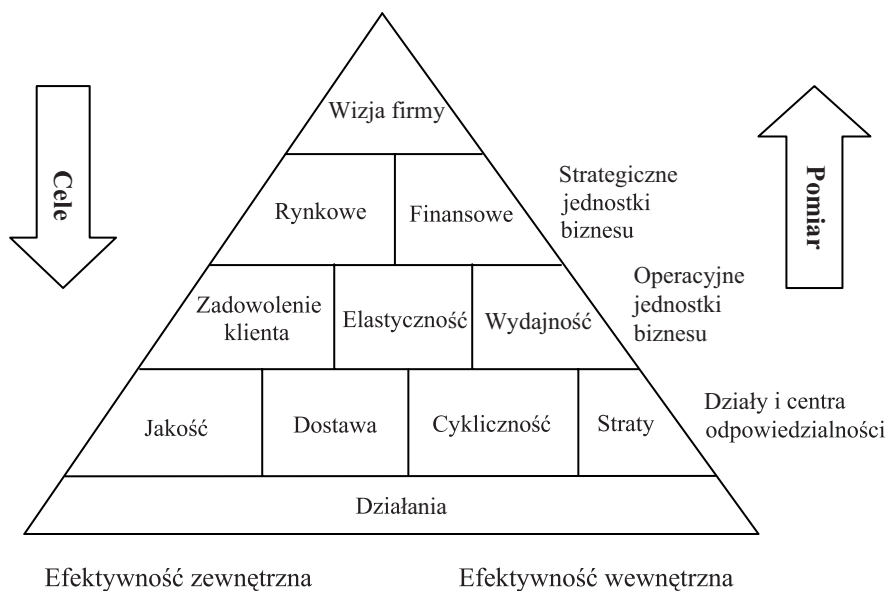 Wizja firmy
Cele
Pomiar
Rynkowe
Finansowe
Strategiczne
jednostki
biznesu
Zadowolenie
klienta
Elastyczność
Wydajność
Operacyjne
jednostki
biznesu
Jakość
Dostawa
Cykliczność
Straty
Działy i centra
odpowiedzialności
Działania
Efektywność zewnętrzna
Efektywność wewnętrzna